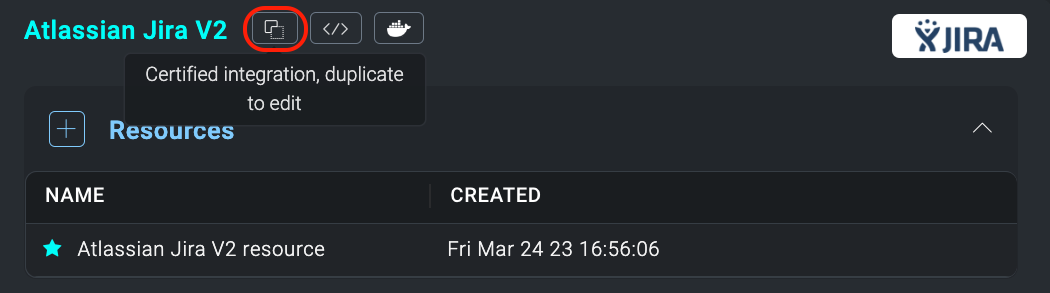 Atlassian Jira V2
</>
JIRA
Certified integration, duplicate
to edit
Resources
NAME CREATED
Atlassian Jira V2 resource Fri Mar 24 23 16:56:06